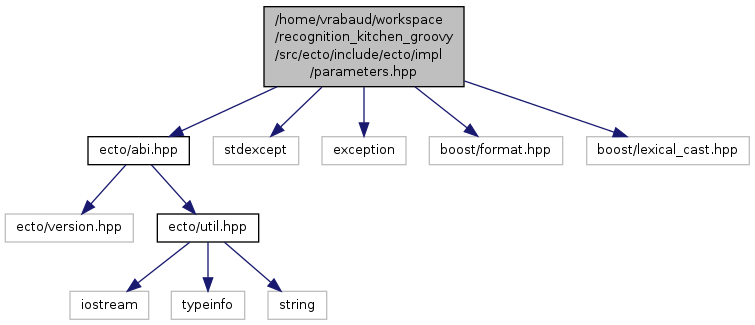 /home/vrabaud/workspace
/recognition_kitchen_groovy
/src/ecto/include/ecto/impl
/parameters.hpp
ecto/abi.hpp
stdexcept
exception
boost/format.hpp
boost/lexical_cast.hpp
ecto/version.hpp
ecto/util.hpp
iostream
typeinfo
string